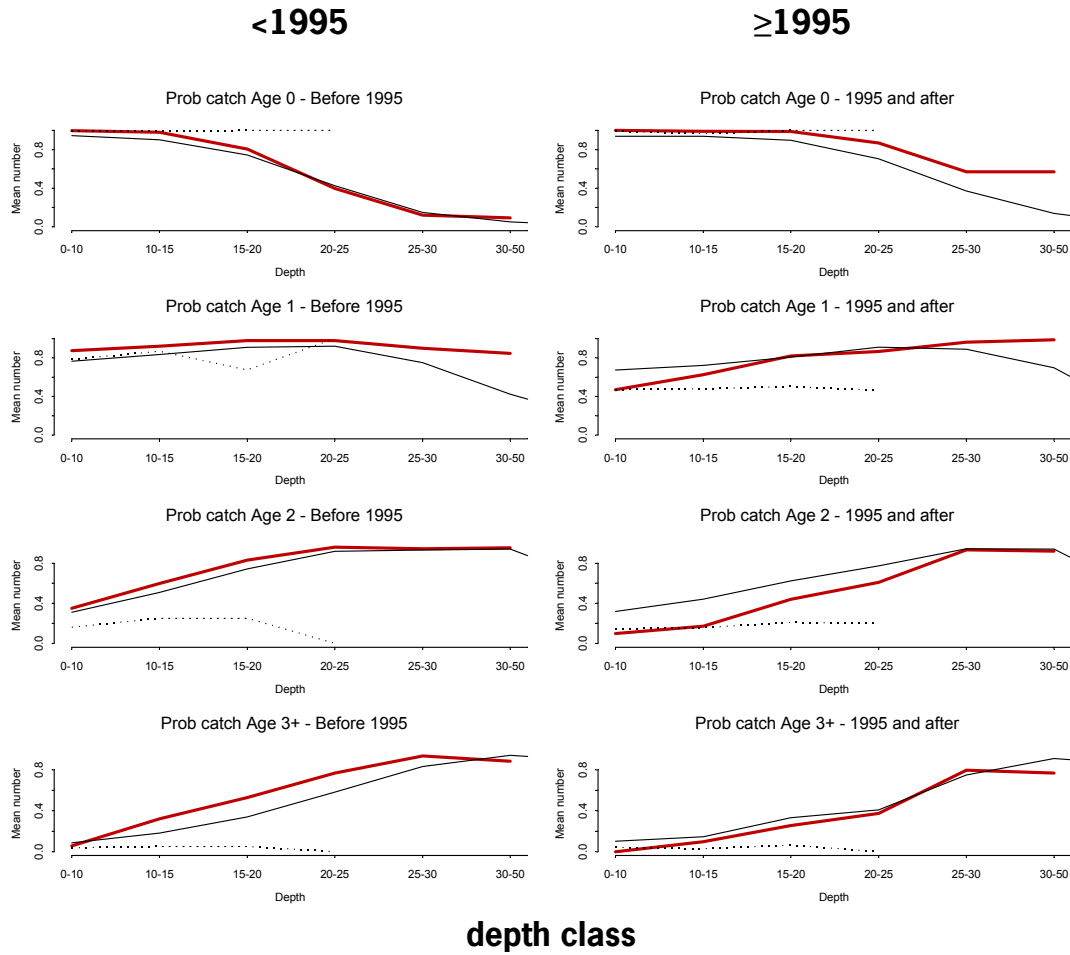 <1995
≥1995
Prob catch Age 0 - Before 1995
Mean number
0.0 0.4 0.8
0-10 10-15 15-20 20-25 25-30 30-50
Depth
Prob catch Age 0 - 1995 and after
Mean number
0.0 0.4 0.8
0-10 10-15 15-20 20-25 25-30 30-50
Depth
Prob catch Age 1 - Before 1995
Mean number
0.0 0.4 0.8
0-10 10-15 15-20 20-25 25-30 30-50
Depth
Prob catch Age 1 - 1995 and after
Mean number
0.0 0.4 0.8
0-10 10-15 15-20 20-25 25-30 30-50
Depth
Prob catch Age 2 - Before 1995
Mean number
0.0 0.4 0.8
0-10 10-15 15-20 20-25 25-30 30-50
Depth
Prob catch Age 2 - 1995 and after
Mean number
0.0 0.4 0.8
0-10 10-15 15-20 20-25 25-30 30-50
Depth
Prob catch Age 3+ - Before 1995
Mean number
0.0 0.4 0.8
0-10 10-15 15-20 20-25 25-30 30-50
Depth
Prob catch Age 3+ - 1995 and after
Mean number
0.0 0.4 0.8
0-10 10-15 15-20 20-25 25-30 30-50
Depth
depth class